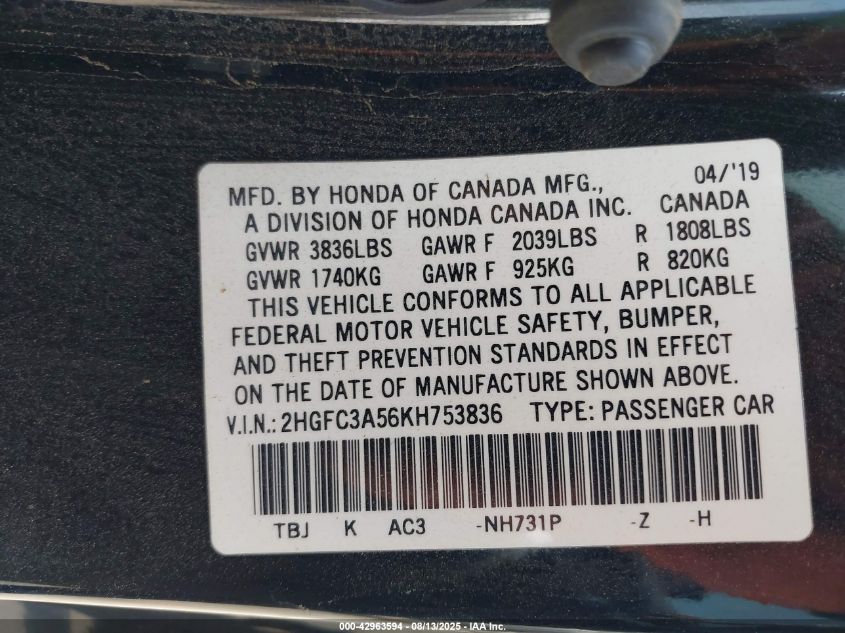 04/'19
MFD. BY HONDA OF CANADA MFG.,
A DIVISION OF HONDA CANADA INC. CANADA
GVWR 3836LBS GAWR F 2039LBS R 1808LBS
GVWR 1740KG GAWR F 925KG R 820KG
THIS VEHICLE CONFORMS TO ALL APPLICABLE
FEDERAL MOTOR VEHICLE SAFETY, BUMPER,
AND THEFT PREVENTION STANDARDS IN EFFECT
ON THE DATE OF MANUFACTURE SHOWN ABOVE.
V.I.N.: 2HGFC3A56KH753836 TYPE: PASSENGER CAR
TBJ K AC3 -NH731P -Z -H
000-42963594 - 08/13/2025 - IAA Inc.